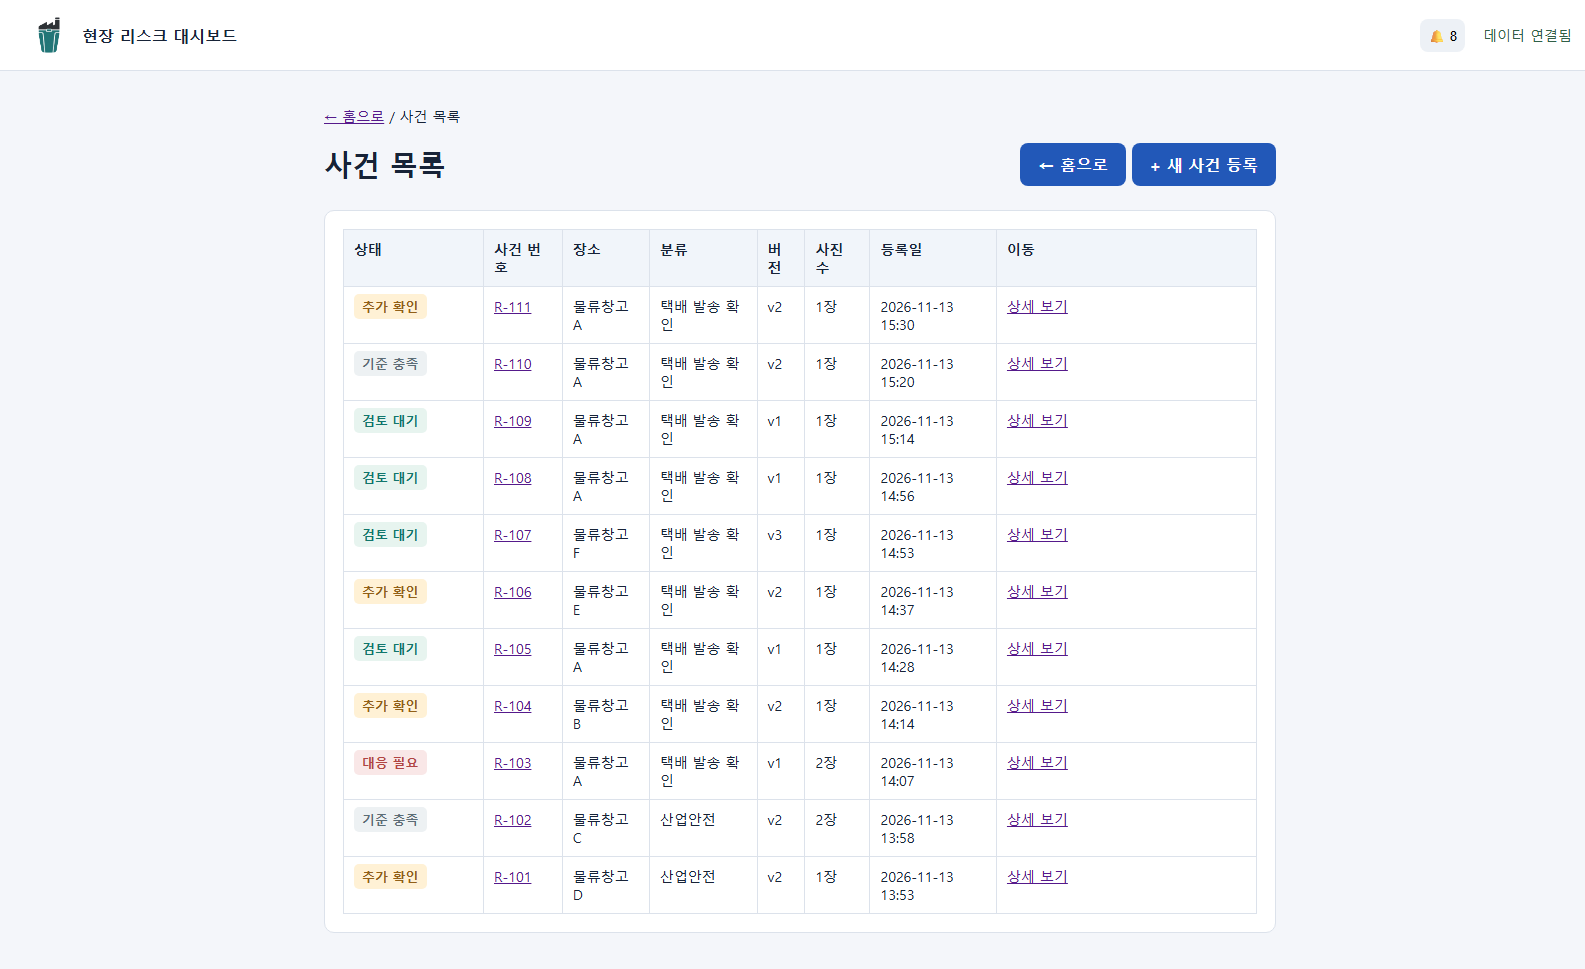 현장 리스크 대시보드
8
데이터 연결됨
← 홈으로 / 사건 목록
사건 목록
← 홈으로
+ 새 사건 등록
상태 사건 번호 장소 분류 버전 사진 수 등록일 이동
추가 확인 R-111 물류창고 A 택배 발송 확인 v2 1장 2026-11-13 15:30 상세 보기
기준 충족 R-110 물류창고 A 택배 발송 확인 v2 1장 2026-11-13 15:20 상세 보기
검토 대기 R-109 물류창고 A 택배 발송 확인 v1 1장 2026-11-13 15:14 상세 보기
검토 대기 R-108 물류창고 A 택배 발송 확인 v1 1장 2026-11-13 14:56 상세 보기
검토 대기 R-107 물류창고 F 택배 발송 확인 v3 1장 2026-11-13 14:53 상세 보기
추가 확인 R-106 물류창고 E 택배 발송 확인 v2 1장 2026-11-13 14:37 상세 보기
검토 대기 R-105 물류창고 A 택배 발송 확인 v1 1장 2026-11-13 14:28 상세 보기
추가 확인 R-104 물류창고 B 택배 발송 확인 v2 1장 2026-11-13 14:14 상세 보기
대응 필요 R-103 물류창고 A 택배 발송 확인 v1 2장 2026-11-13 14:07 상세 보기
기준 충족 R-102 물류창고 C 산업안전 v2 2장 2026-11-13 13:58 상세 보기
추가 확인 R-101 물류창고 D 산업안전 v2 1장 2026-11-13 13:53 상세 보기